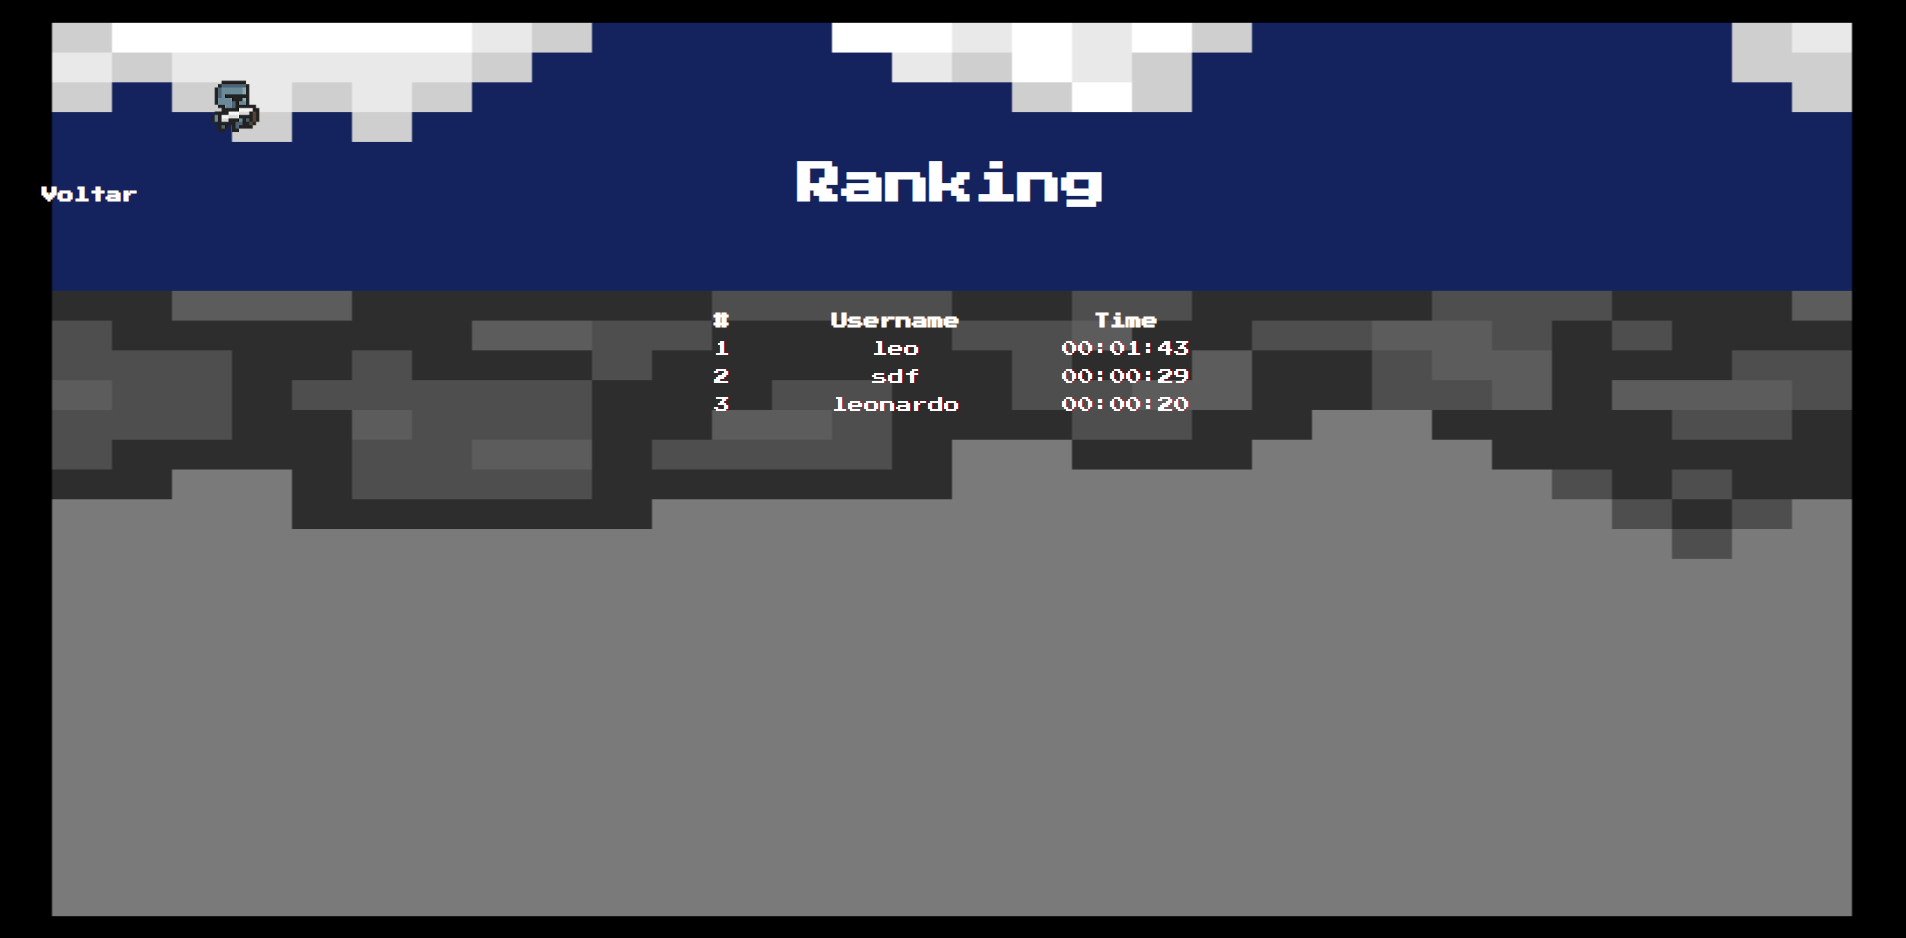 Ranking
Voltar
# Username Time
1 leo 00:01:43
2 sdf 00:00:29
3 leonardo 00:00:20